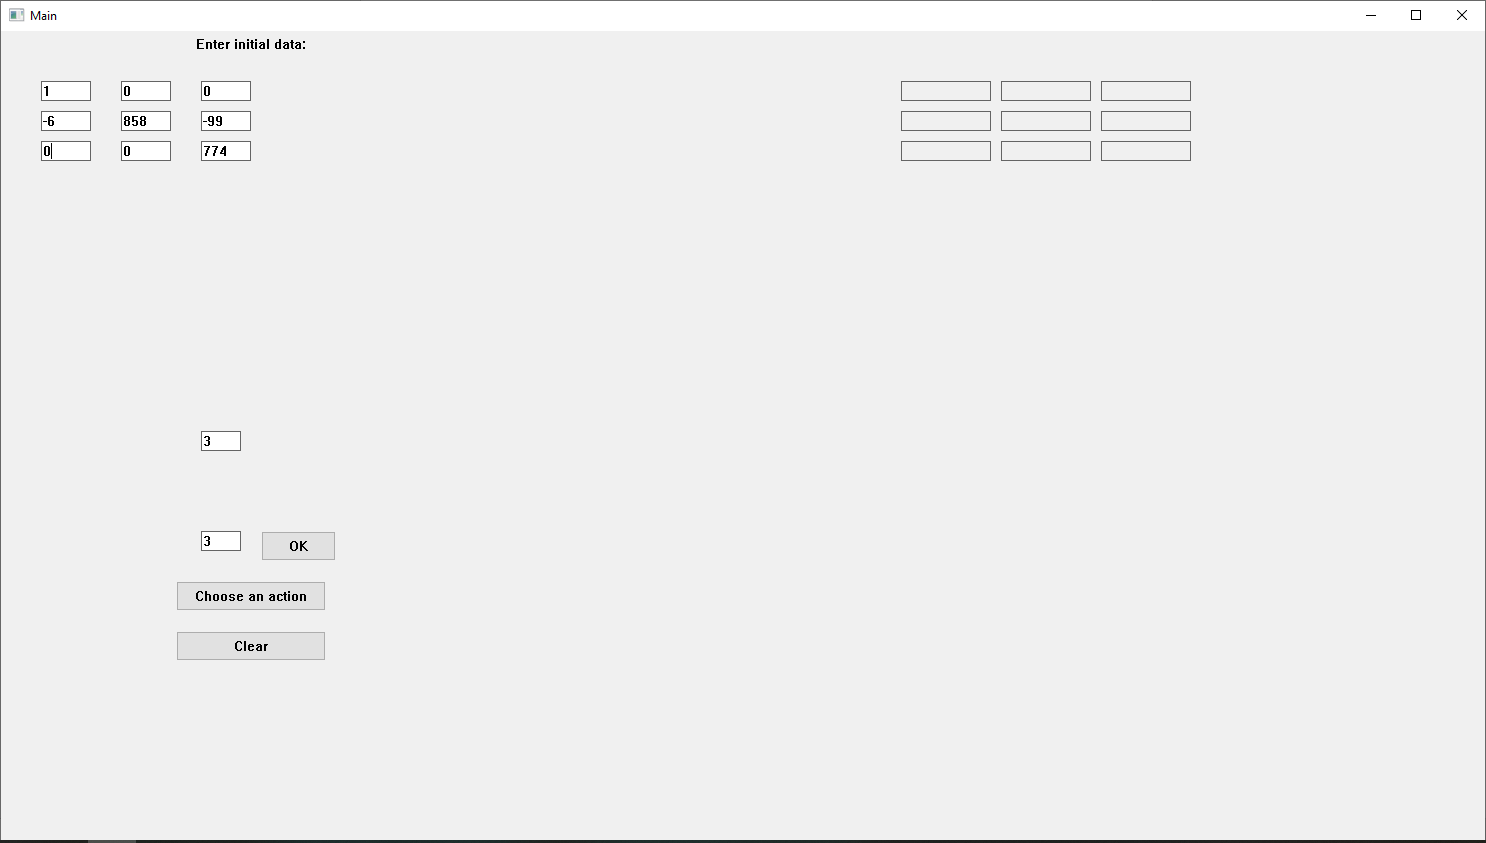 Main
Enter initial data:
1 0 0
-6 858 -99
0 0 774
3
3 OK
Choose an action
Clear